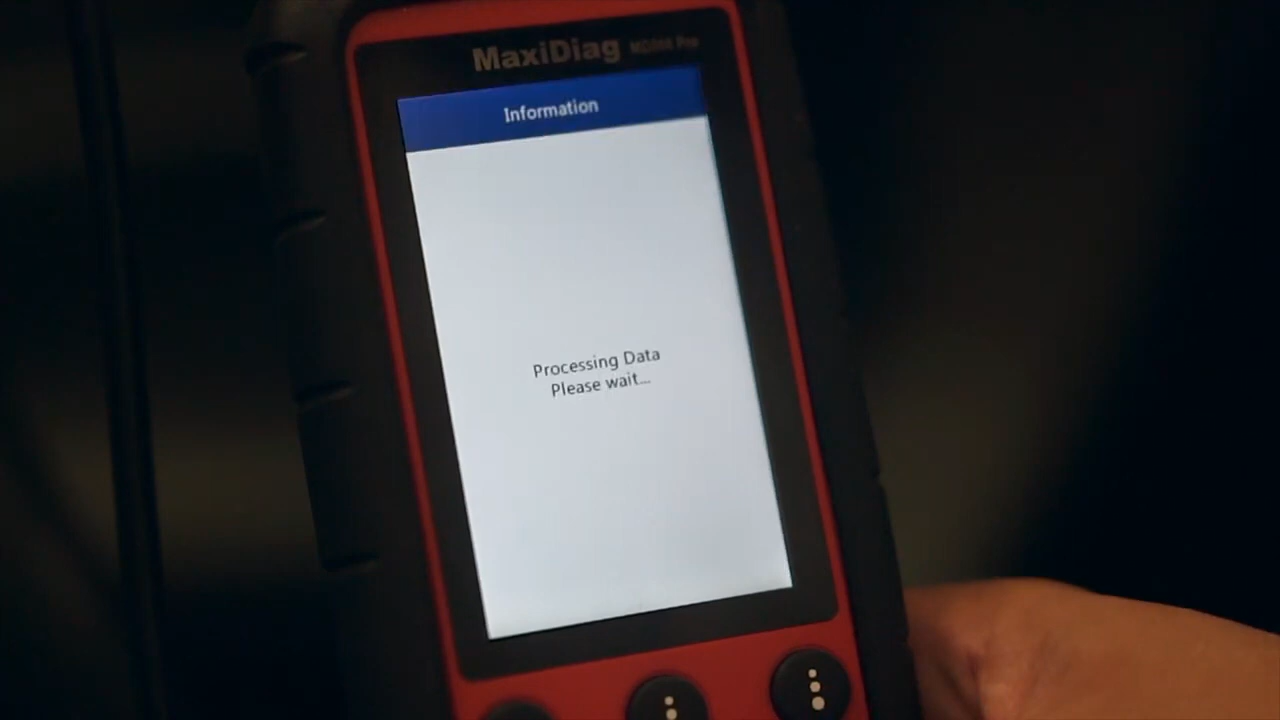 MaxiDiag
Information
Processing Data
Please wait...